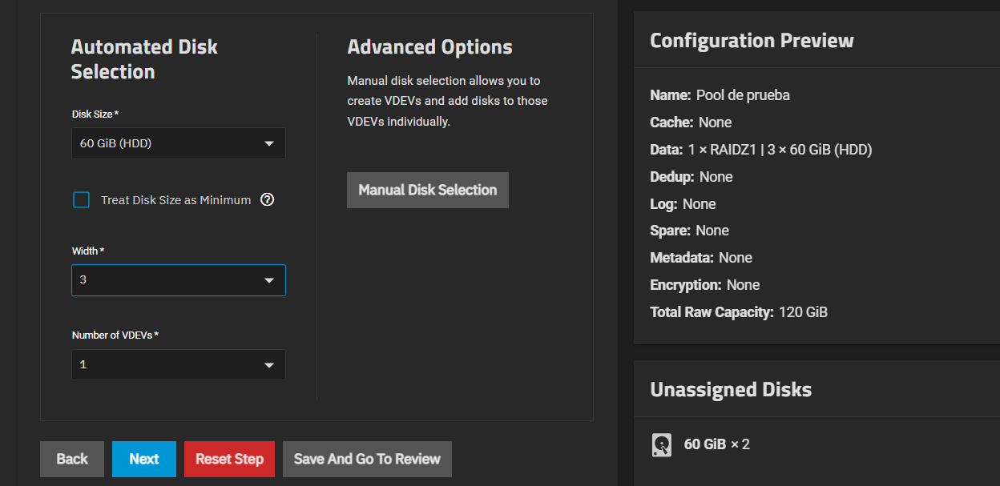 Automated Disk
Selection
Disk Size *
60 GiB (HDD)
Treat Disk Size as Minimum ?
Width *
3
Number of VDEVs *
1
Advanced Options
Manual disk selection allows you to
create VDEVs and add disks to those
VDEVs individually.
Manual Disk Selection
Back
Next
Reset Step
Save And Go To Review
Configuration Preview
Name: Pool de prueba
Cache: None
Data: 1 × RAIDZ1 | 3 × 60 GiB (HDD)
Dedup: None
Log: None
Spare: None
Metadata: None
Encryption: None
Total Raw Capacity: 120 GiB
Unassigned Disks
60 GiB × 2